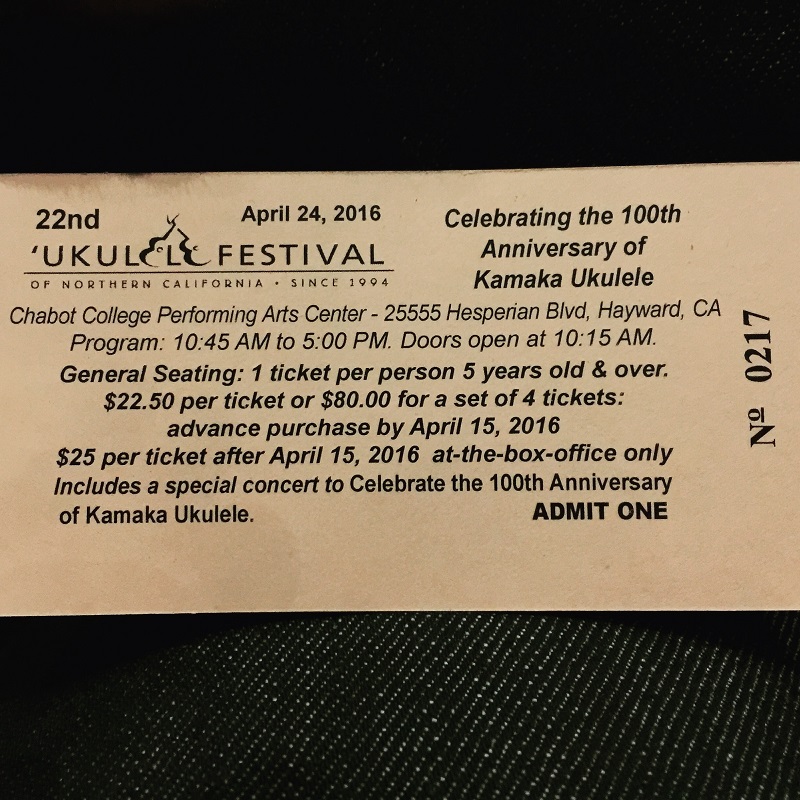 22nd
April 24, 2016
'UKULELE FESTIVAL
OF NORTHERN CALIFORNIA • SINCE 1994
Celebrating the 100th
Anniversary of
Kamaka Ukulele
Chabot College Performing Arts Center - 25555 Hesperian Blvd, Hayward, CA
Program: 10:45 AM to 5:00 PM. Doors open at 10:15 AM.
General Seating: 1 ticket per person 5 years old & over.
$22.50 per ticket or $80.00 for a set of 4 tickets:
advance purchase by April 15, 2016
$25 per ticket after April 15, 2016 at-the-box-office only
Includes a special concert to Celebrate the 100th Anniversary
of Kamaka Ukulele.
ADMIT ONE
Nº 0217